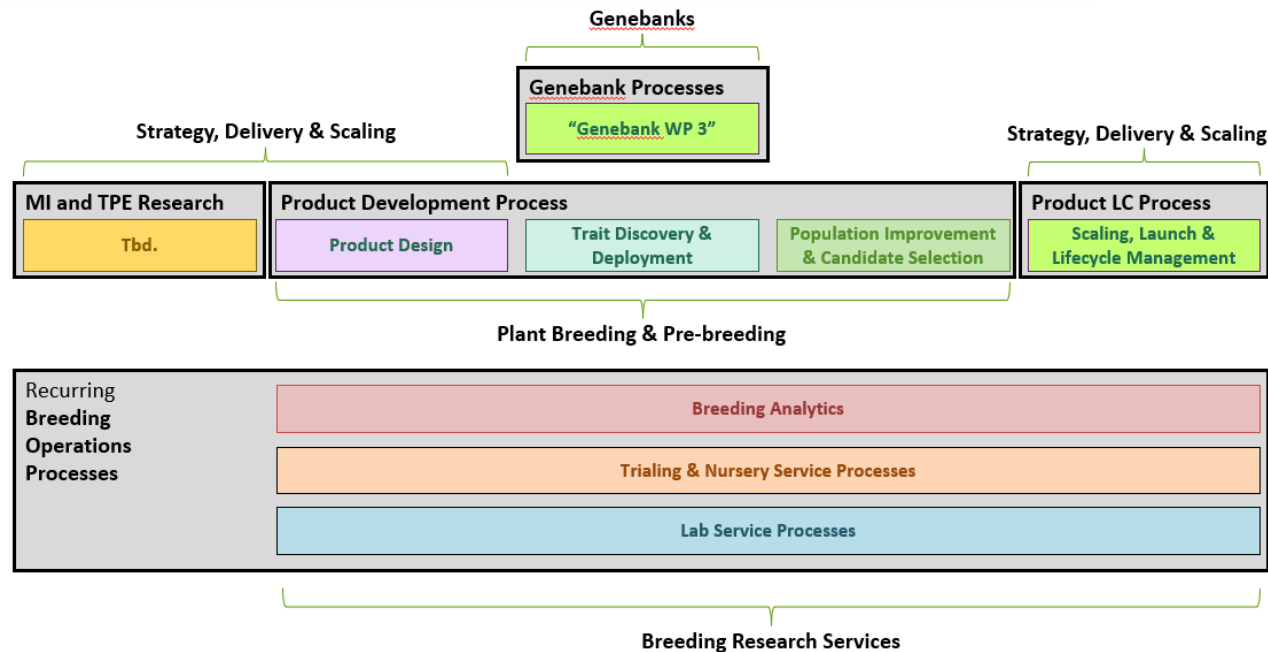 Genebanks
Genebank Processes
“Genebank WP 3”
Strategy, Delivery & Scaling
Strategy, Delivery & Scaling
MI and TPE Research
Tbd.
Product Development Process
Product Design
Trait Discovery &
Deployment
Population Improvement
& Candidate Selection
Product LC Process
Scaling, Launch &
Lifecycle Management
Plant Breeding & Pre-breeding
Recurring
Breeding
Operations
Processes
Breeding Analytics
Trialing & Nursery Service Processes
Lab Service Processes
Breeding Research Services